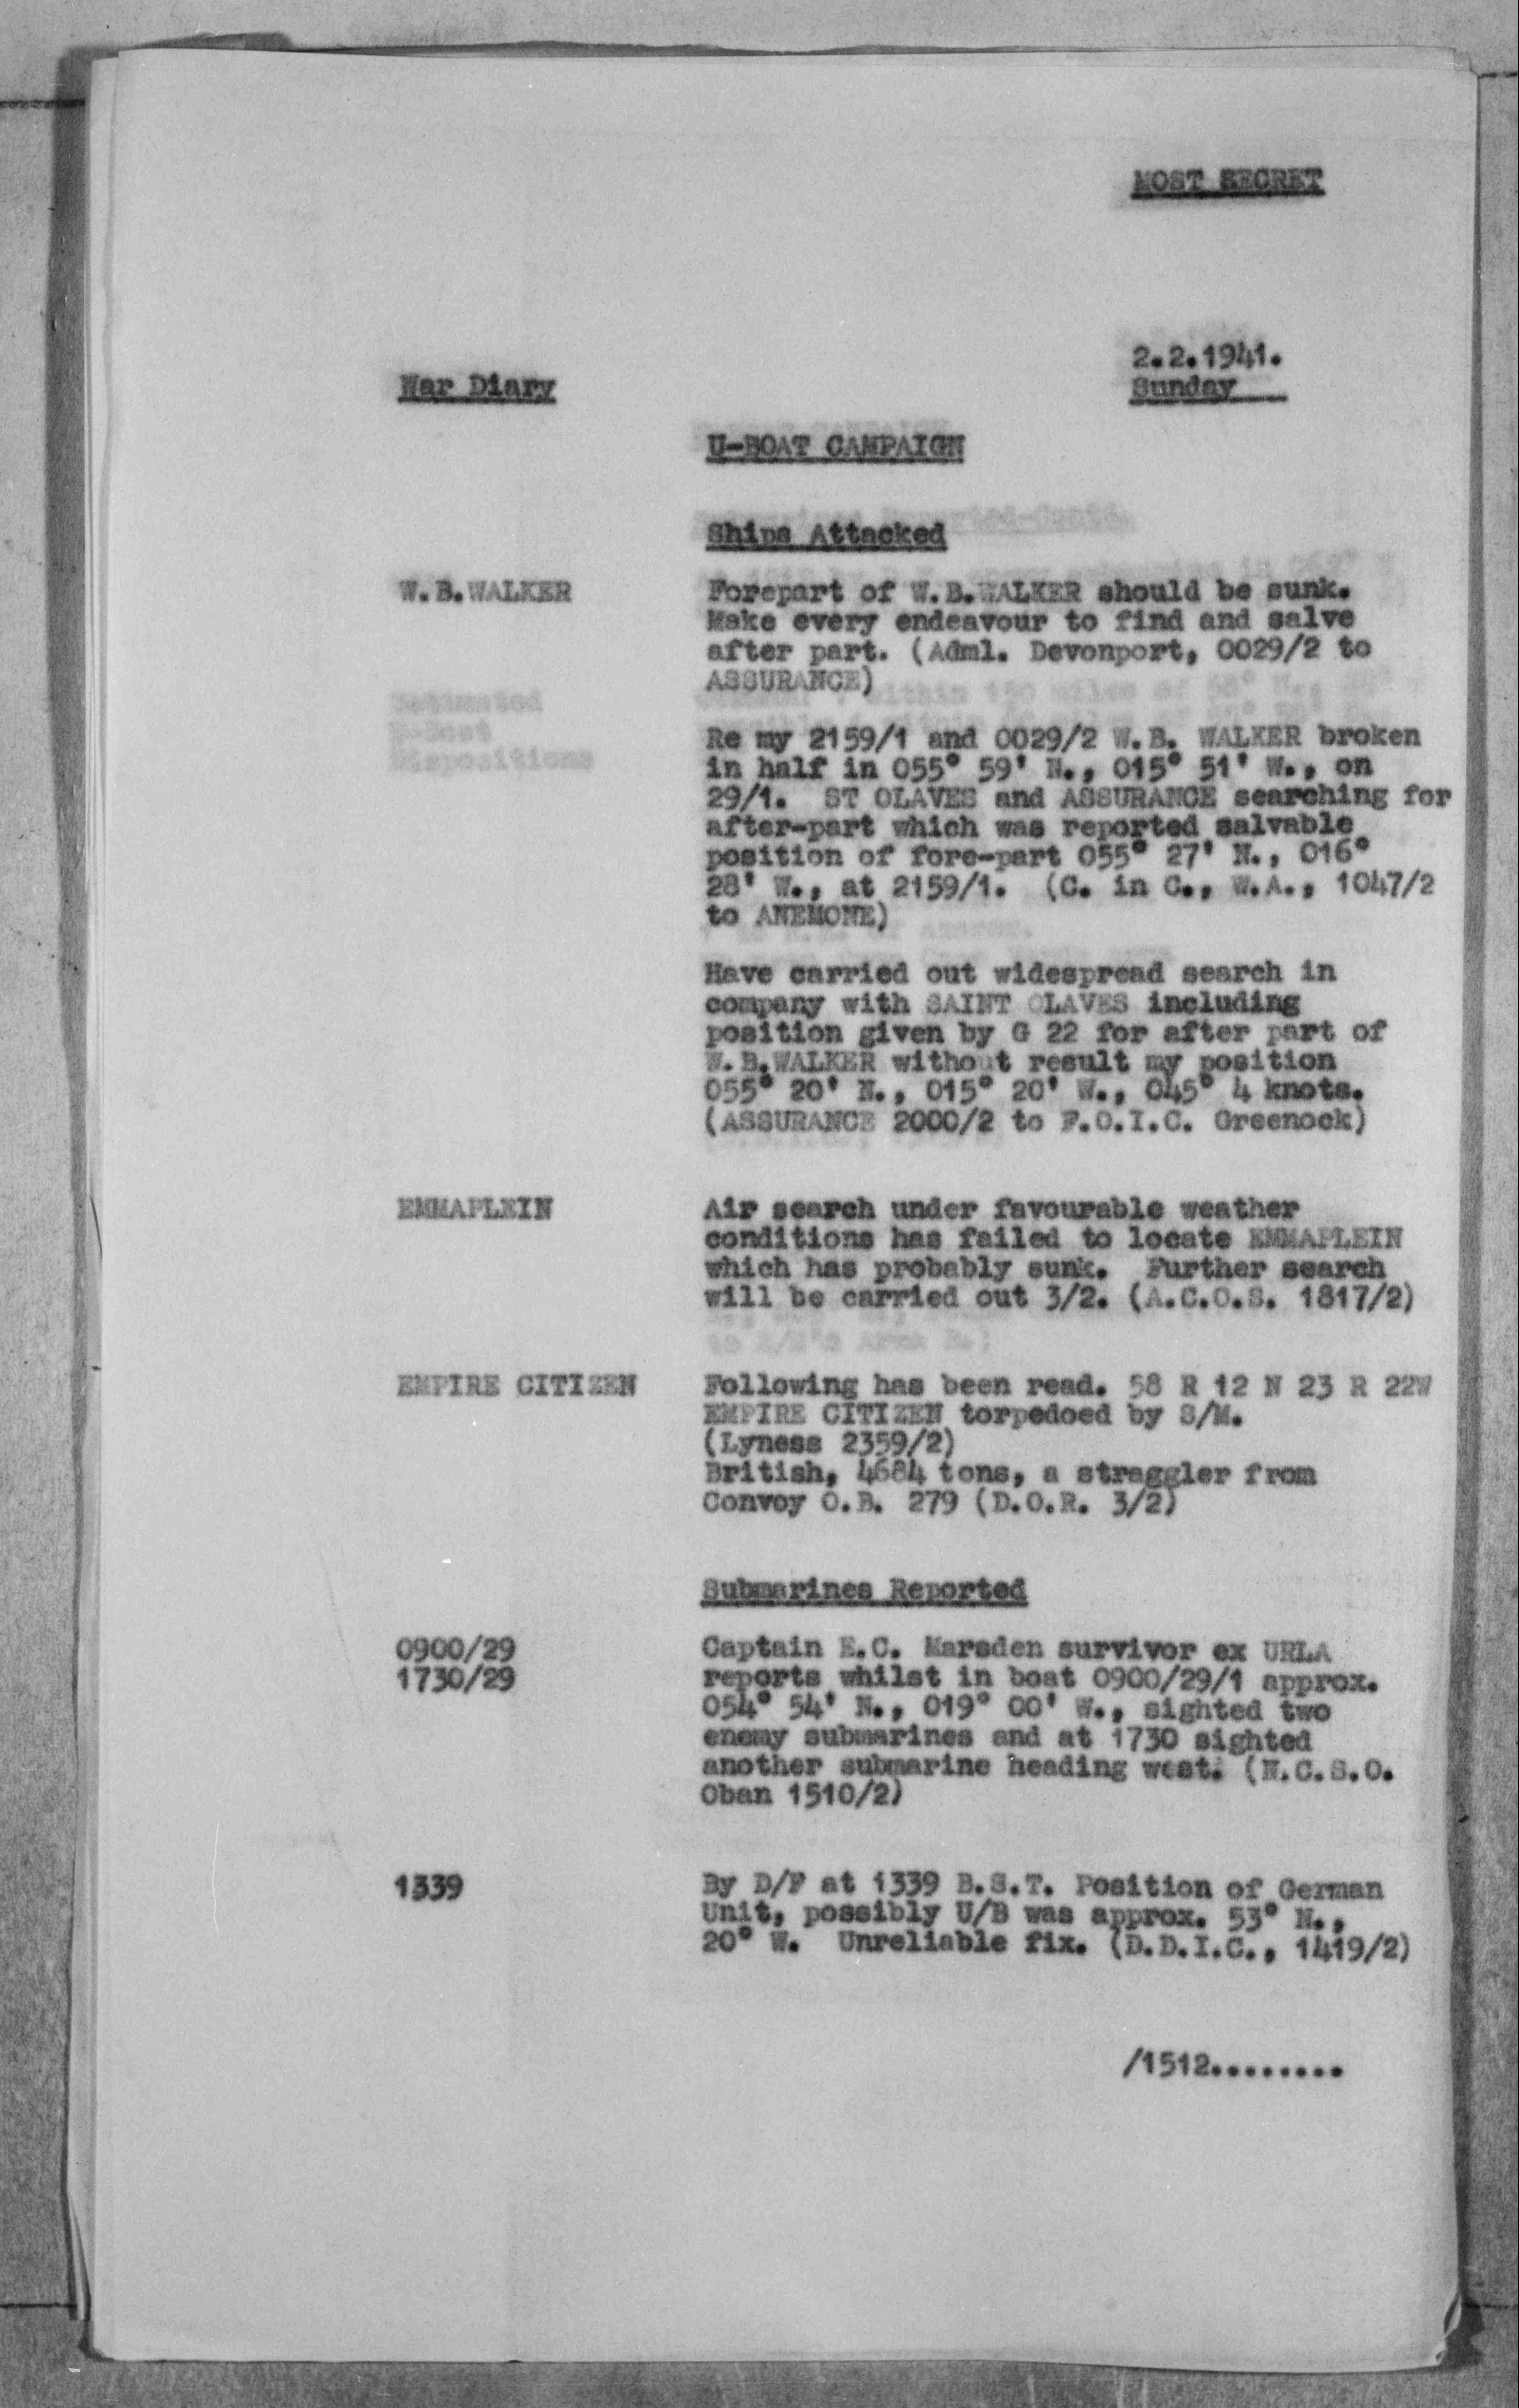 MOST SECRET
2.2.1941.
War Diary
Sunday
U-BOAT CAMPAIGN
Ships Attacked
W.B.WALKER
Forepart of W.B.WALKER should be sunk.
Make every endeavour to find and salve
after part. (Adml. Devonport, 0029/2 to
ASSURANCE)
Re my 2159/1 and 0029/2 W.B. WALKER broken
in half in 055° 59' N., 015° 51' W., on
29/1. ST OLAVES and ASSURANCE searching for
after-part which was reported salvable
position of fore-part 055° 27' N., 016°
28' W., at 2159/1. (C. in C., W.A., 1047/2
to ANEMONE)
Have carried out widespread search in
company with SAINT OLAVES including
position given by G 22 for after part of
W.B.WALKER without result my position
055° 20' N., 015° 20' W., 045° 4 knots.
(ASSURANCE 2000/2 to F.O.I.C. Greenock)
EMMAPLEIN
Air search under favourable weather
conditions has failed to locate EMMAPLEIN
which has probably sunk. Further search
will be carried out 3/2. (A.C.O.S. 1817/2)
EMPIRE CITIZEN
Following has been read. 58 R 12 N 23 R 22W
EMPIRE CITIZEN torpedoed by S/M.
(Lyness 2359/2)
British, 4684 tons, a straggler from
Convoy O.B. 279 (D.O.R. 3/2)
Submarines Reported
0900/29
1730/29
Captain E.C. Marsden survivor ex URLA
reports whilst in boat 0900/29/1 approx.
054° 54' N., 019° 00' W., sighted two
enemy submarines and at 1730 sighted
another submarine heading west. (N.C.S.O.
Oban 1510/2)
1339
By D/F at 1339 B.S.T. Position of German
Unit, possibly U/B was approx. 53° N.,
20° W. Unreliable fix. (D.D.I.C., 1419/2)
/1512........